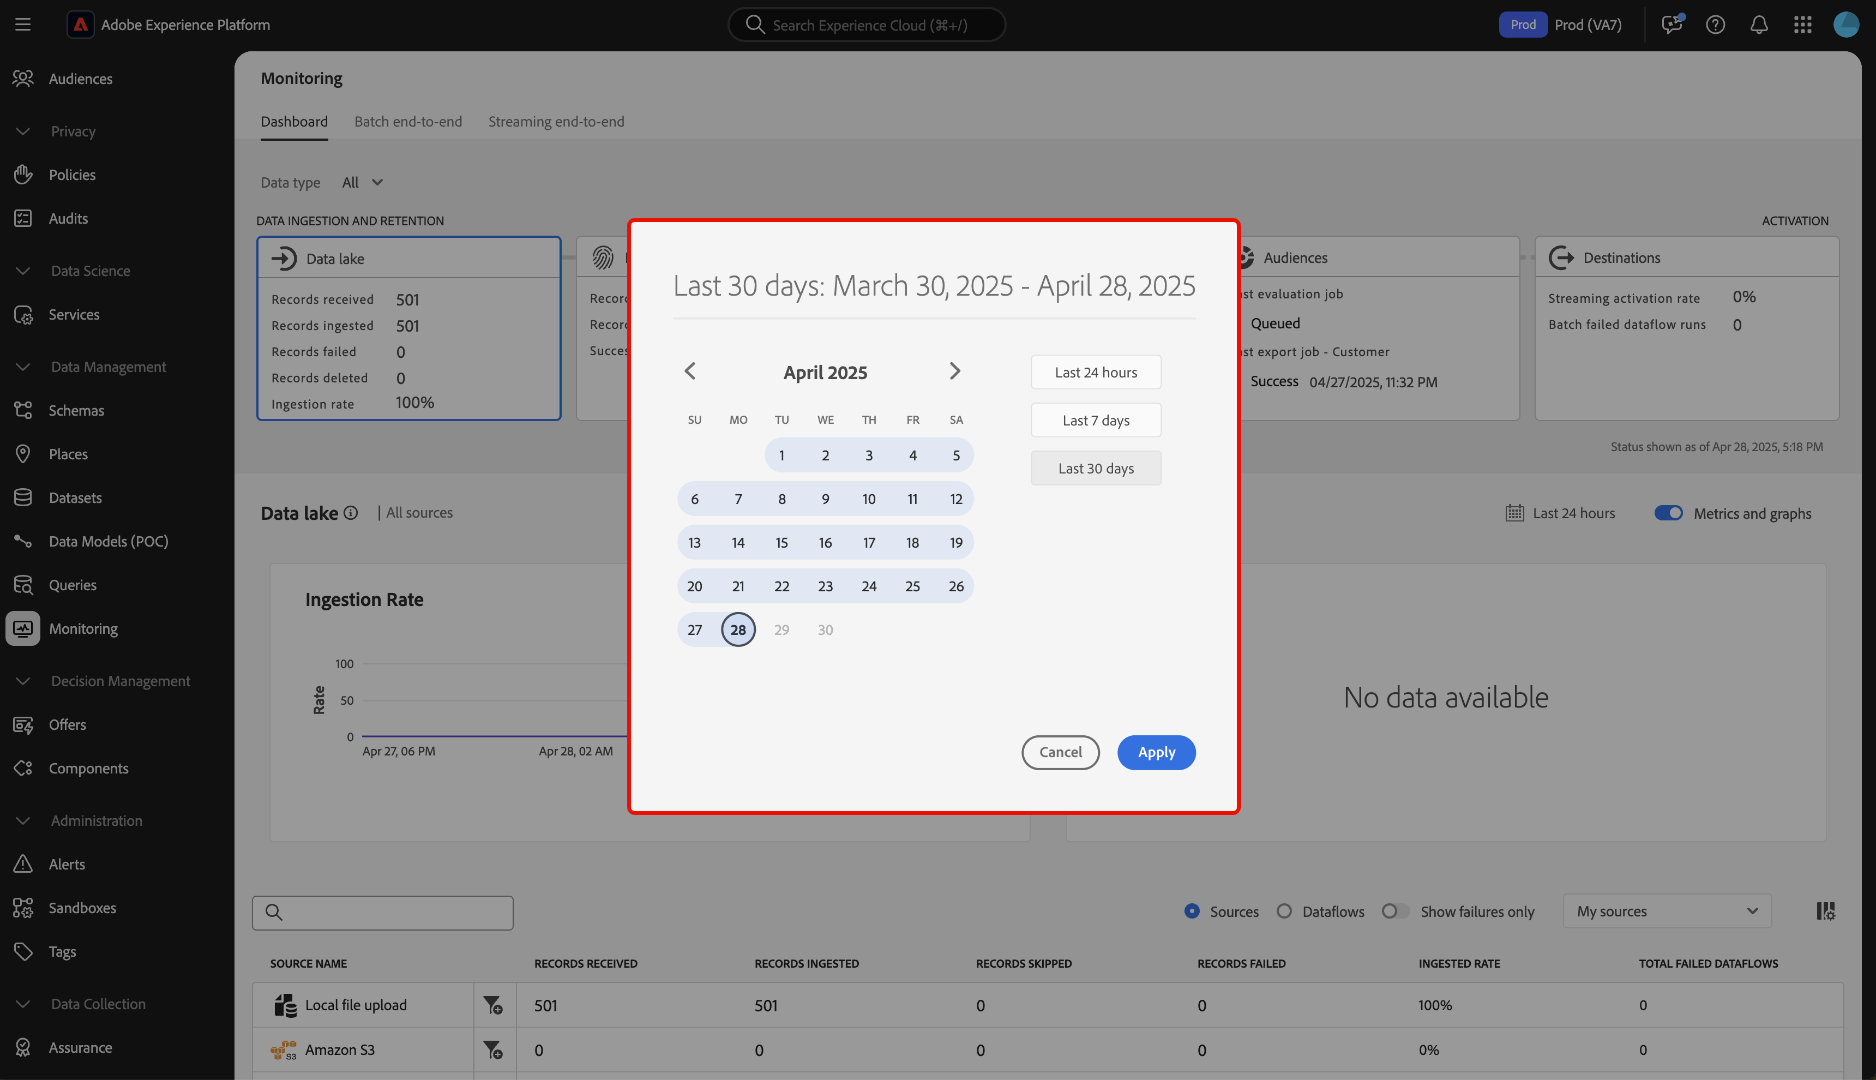 Adobe Experience Platform
Search Experience Cloud (⌘+/)
Prod
Prod (VA7)
Audiences
Privacy
Policies
Audits
Data Science
Services
Data Management
Schemas
Places
Datasets
Data Models (POC)
Queries
Monitoring
Decision Management
Offers
Components
Administration
Alerts
Sandboxes
Tags
Data Collection
Assurance
Monitoring
Dashboard Batch end-to-end Streaming end-to-end
Data type All
DATA INGESTION AND RETENTION
ACTIVATION
Data lake
Records received 501
Records ingested 501
Records failed 0
Records deleted 0
Ingestion rate 100%
Audiences
Queued
Success 04/27/2025, 11:32 PM
evaluation job
export job - Customer
Destinations
Streaming activation rate 0%
Batch failed dataflow runs 0
Status shown as of Apr 28, 2025, 5:18 PM
Data lake | All sources
Last 24 hours
Metrics and graphs
Ingestion Rate
Rate
100
50
0
Apr 27, 06 PM Apr 28, 02 AM
No data available
Last 30 days: March 30, 2025 - April 28, 2025
April 2025
SU MO TU WE TH FR SA
1 2 3 4 5
6 7 8 9 10 11 12
13 14 15 16 17 18 19
20 21 22 23 24 25 26
27 28 29 30
Last 24 hours
Last 7 days
Last 30 days
Cancel Apply
Sources Dataflows Show failures only My sources
SOURCE NAME RECORDS RECEIVED RECORDS INGESTED RECORDS SKIPPED RECORDS FAILED INGESTED RATE TOTAL FAILED DATAFLOWS
Local file upload 501 501 0 0 100% 0
S3 Amazon S3 0 0 0 0 0% 0